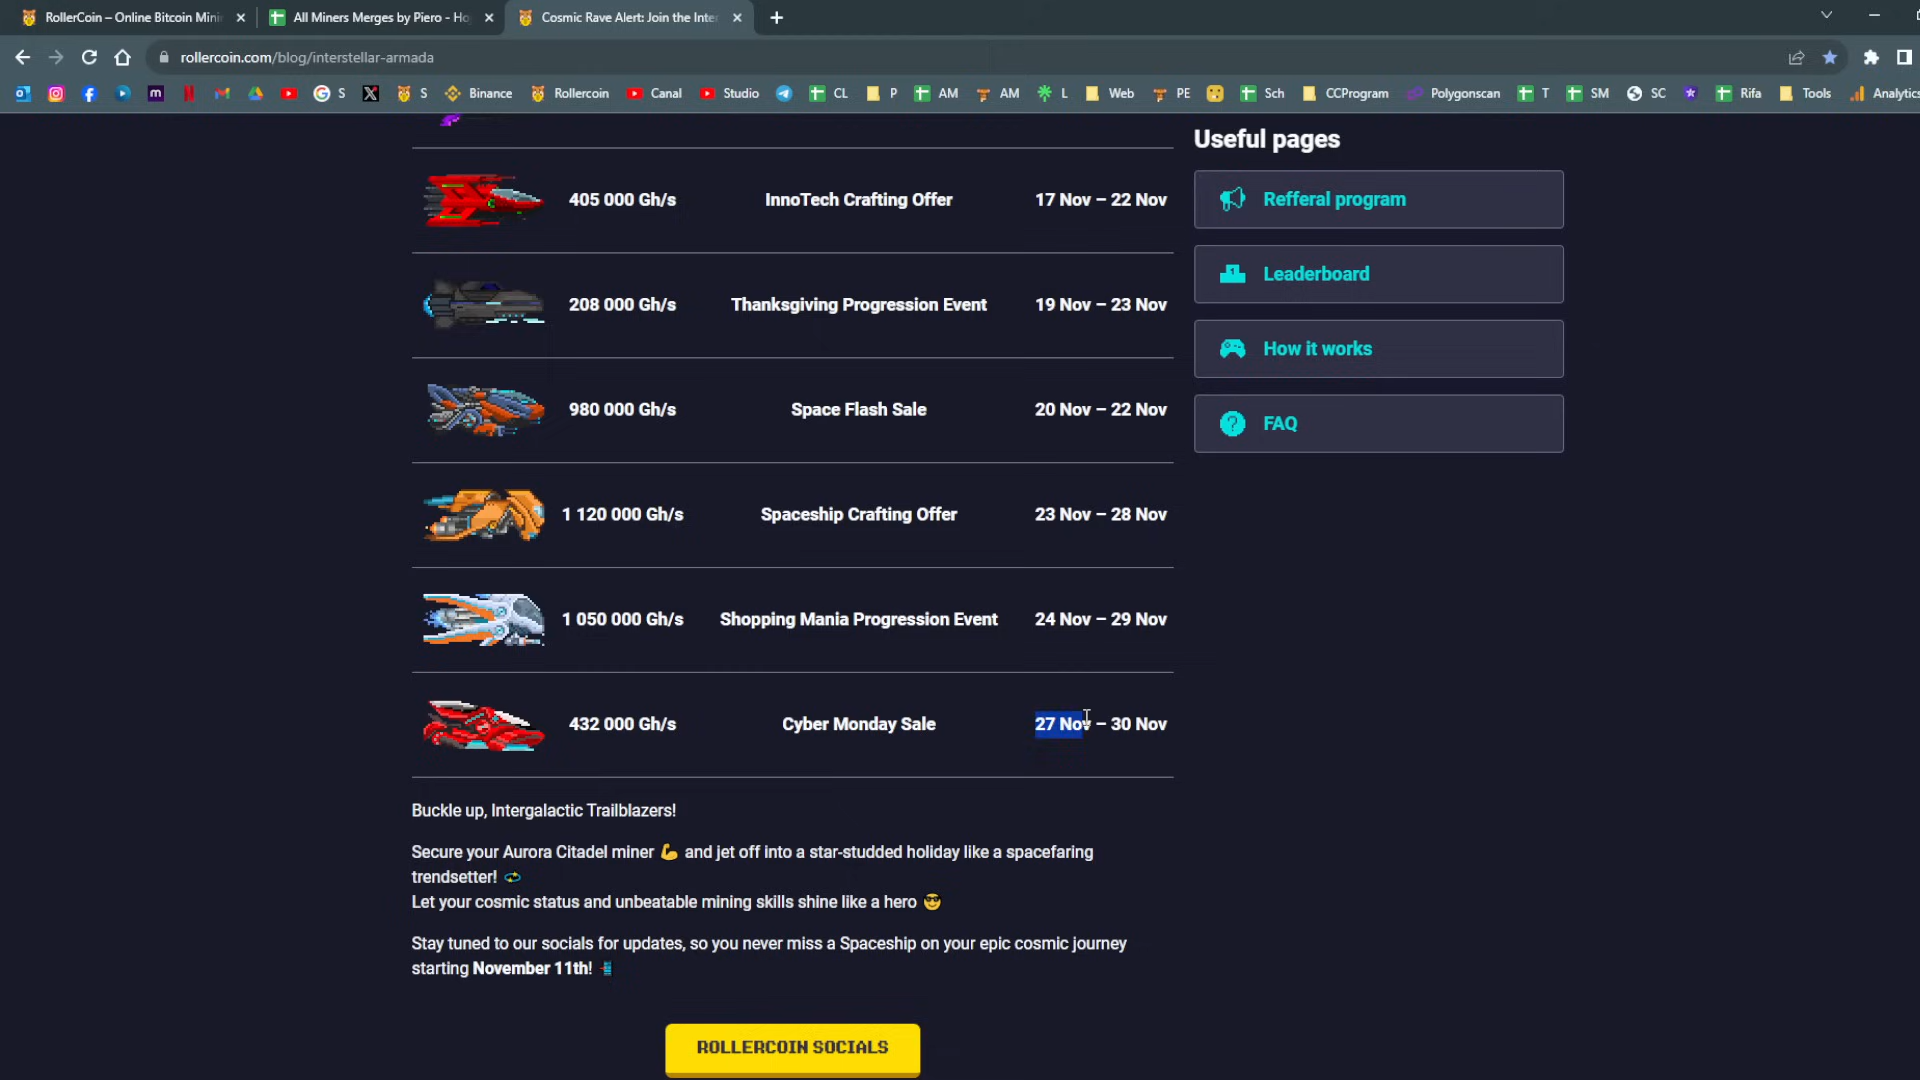 RollerCoin – Online Bitcoin Mini
All Miners Merges by Piero - Ho
Cosmic Rave Alert: Join the Inte
rollercoin.com/blog/interstellar-armada
S
S
Binance
Rollercoin
Canal
Studio
CL
P
AM
AM
L
Web
PE
Sch
CCProgram
Polygonscan
T
SM
SC
Rifa
Tools
Analytics
Useful pages
405 000 Gh/s InnoTech Crafting Offer 17 Nov – 22 Nov
Refferal program
Leaderboard
208 000 Gh/s Thanksgiving Progression Event 19 Nov – 23 Nov
How it works
980 000 Gh/s Space Flash Sale 20 Nov – 22 Nov
FAQ
1 120 000 Gh/s Spaceship Crafting Offer 23 Nov – 28 Nov
1 050 000 Gh/s Shopping Mania Progression Event 24 Nov – 29 Nov
432 000 Gh/s Cyber Monday Sale 27 Nov – 30 Nov
Buckle up, Intergalactic Trailblazers!
Secure your Aurora Citadel miner 💪 and jet off into a star-studded holiday like a spacefaring
trendsetter! 💫
Let your cosmic status and unbeatable mining skills shine like a hero 😎
Stay tuned to our socials for updates, so you never miss a Spaceship on your epic cosmic journey
starting November 11th!
ROLLERCOIN SOCIALS